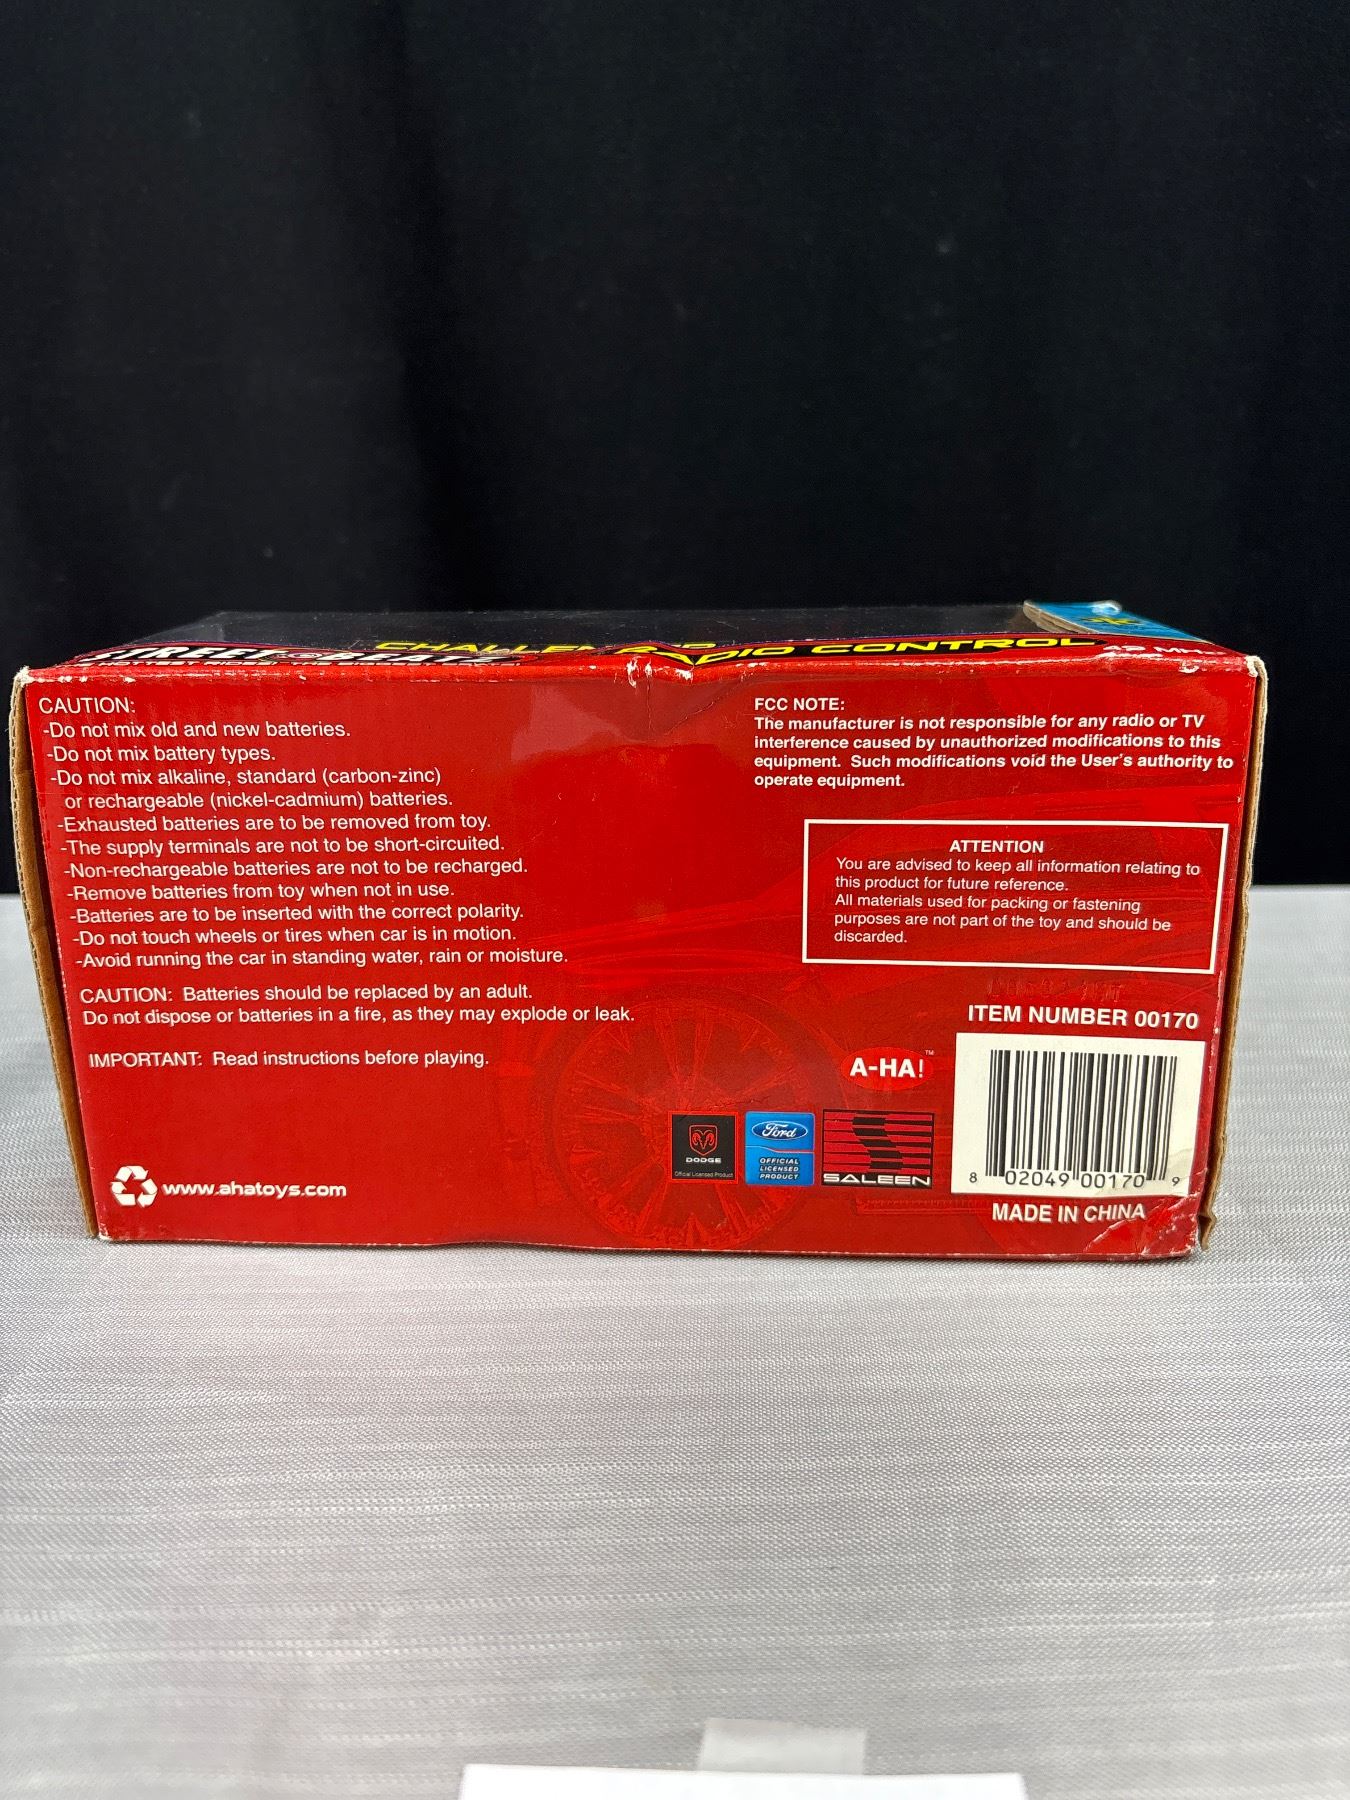 RADIO CONTROL
CAUTION:
-Do not mix old and new batteries.
-Do not mix battery types.
-Do not mix alkaline, standard (carbon-zinc)
or rechargeable (nickel-cadmium) batteries.
-Exhausted batteries are to be removed from toy.
-The supply terminals are not to be short-circuited.
-Non-rechargeable batteries are not to be recharged.
-Remove batteries from toy when not in use.
-Batteries are to be inserted with the correct polarity.
-Do not touch wheels or tires when car is in motion.
-Avoid running the car in standing water, rain or moisture.
CAUTION: Batteries should be replaced by an adult.
Do not dispose or batteries in a fire, as they may explode or leak.
IMPORTANT: Read instructions before playing.
www.ahatoys.com
FCC NOTE:
The manufacturer is not responsible for any radio or TV
interference caused by unauthorized modifications to this
equipment. Such modifications void the User's authority to
operate equipment.
ATTENTION
You are advised to keep all information relating to
this product for future reference.
All materials used for packing or fastening
purposes are not part of the toy and should be
discarded.
ITEM NUMBER 00170
A-HA!™
DODGE
Official Licensed Product
Ford
OFFICIAL
LICENSED
PRODUCT
SALEEN
8 02049 00170 9
MADE IN CHINA